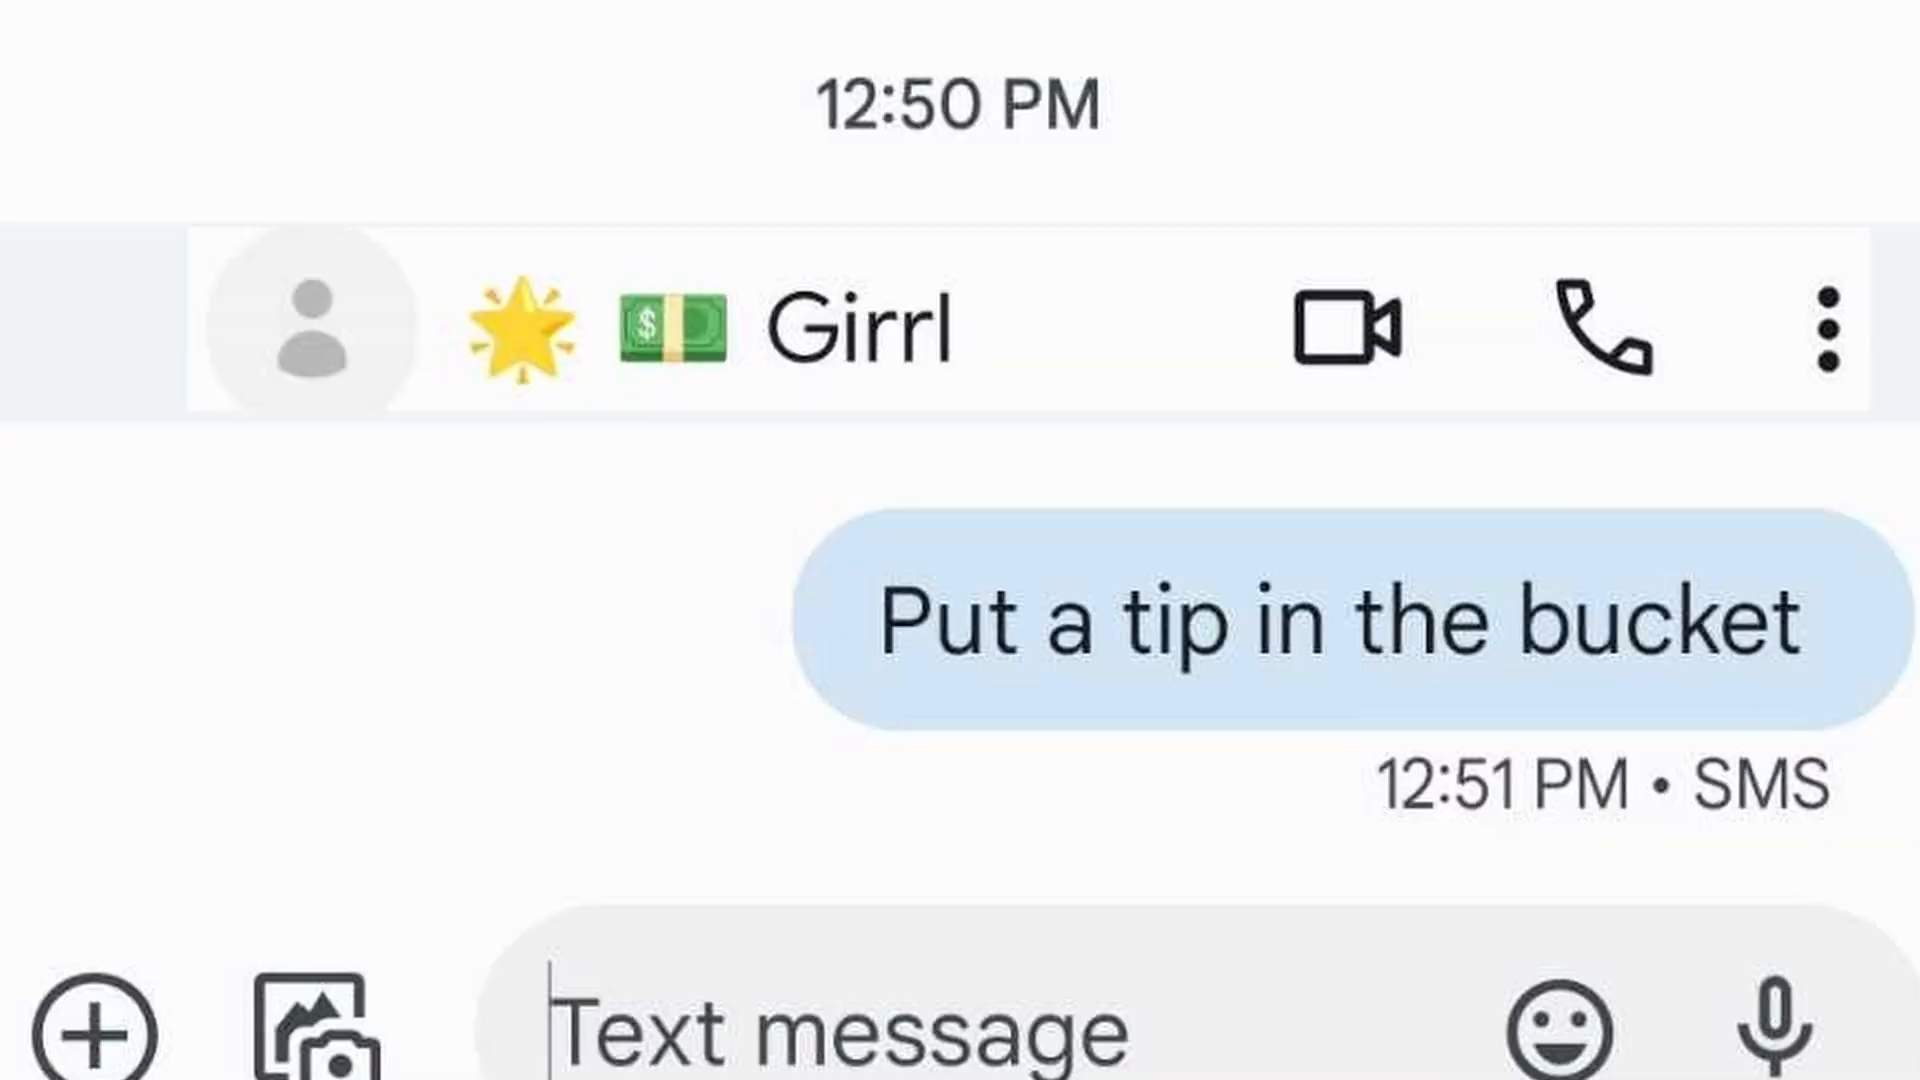 12:50 PM
🌟 💵 Girrl
Put a tip in the bucket
12:51 PM • SMS
Text message